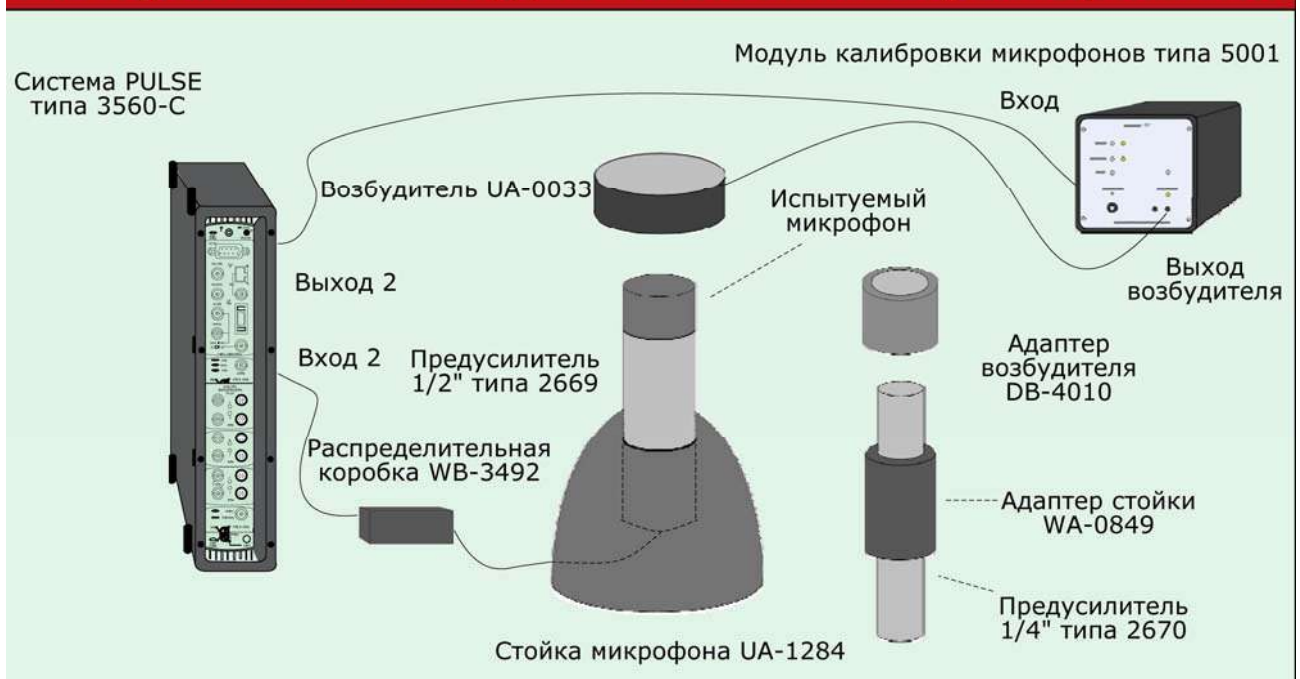 Модуль калибровки микрофонов типа 5001
Система PULSE
типа 3560-C
Вход
Возбудитель UA-0033
Испытуемый
микрофон
Выход 2
Выход
возбудителя
Вход 2
Предусилитель
1/2" типа 2669
Адаптер
возбудителя
DB-4010
Распределительная
коробка WB-3492
Адаптер стойки
WA-0849
Предусилитель
1/4" типа 2670
Стойка микрофона UA-1284